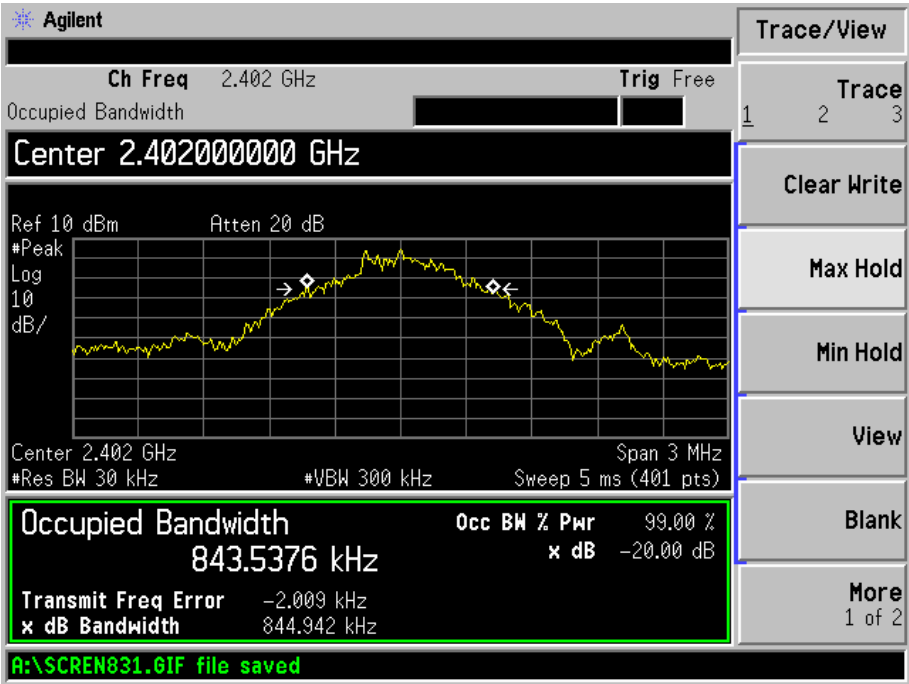 Agilent
Trace/View
Ch Freq 2.402 GHz Trig Free
Occupied Bandwidth
Trace
1 2 3
Center 2.402000000 GHz
Clear Write
Ref 10 dBm Atten 20 dB
#Peak
Log
10
dB/
Max Hold
Min Hold
View
Center 2.402 GHz Span 3 MHz
#Res BW 30 kHz #VBW 300 kHz Sweep 5 ms (401 pts)
Occupied Bandwidth
843.5376 kHz
Occ BW % Pwr 99.00 %
x dB -20.00 dB
Blank
Transmit Freq Error -2.009 kHz
x dB Bandwidth 844.942 kHz
More
1 of 2
A:\SCREN831.GIF file saved